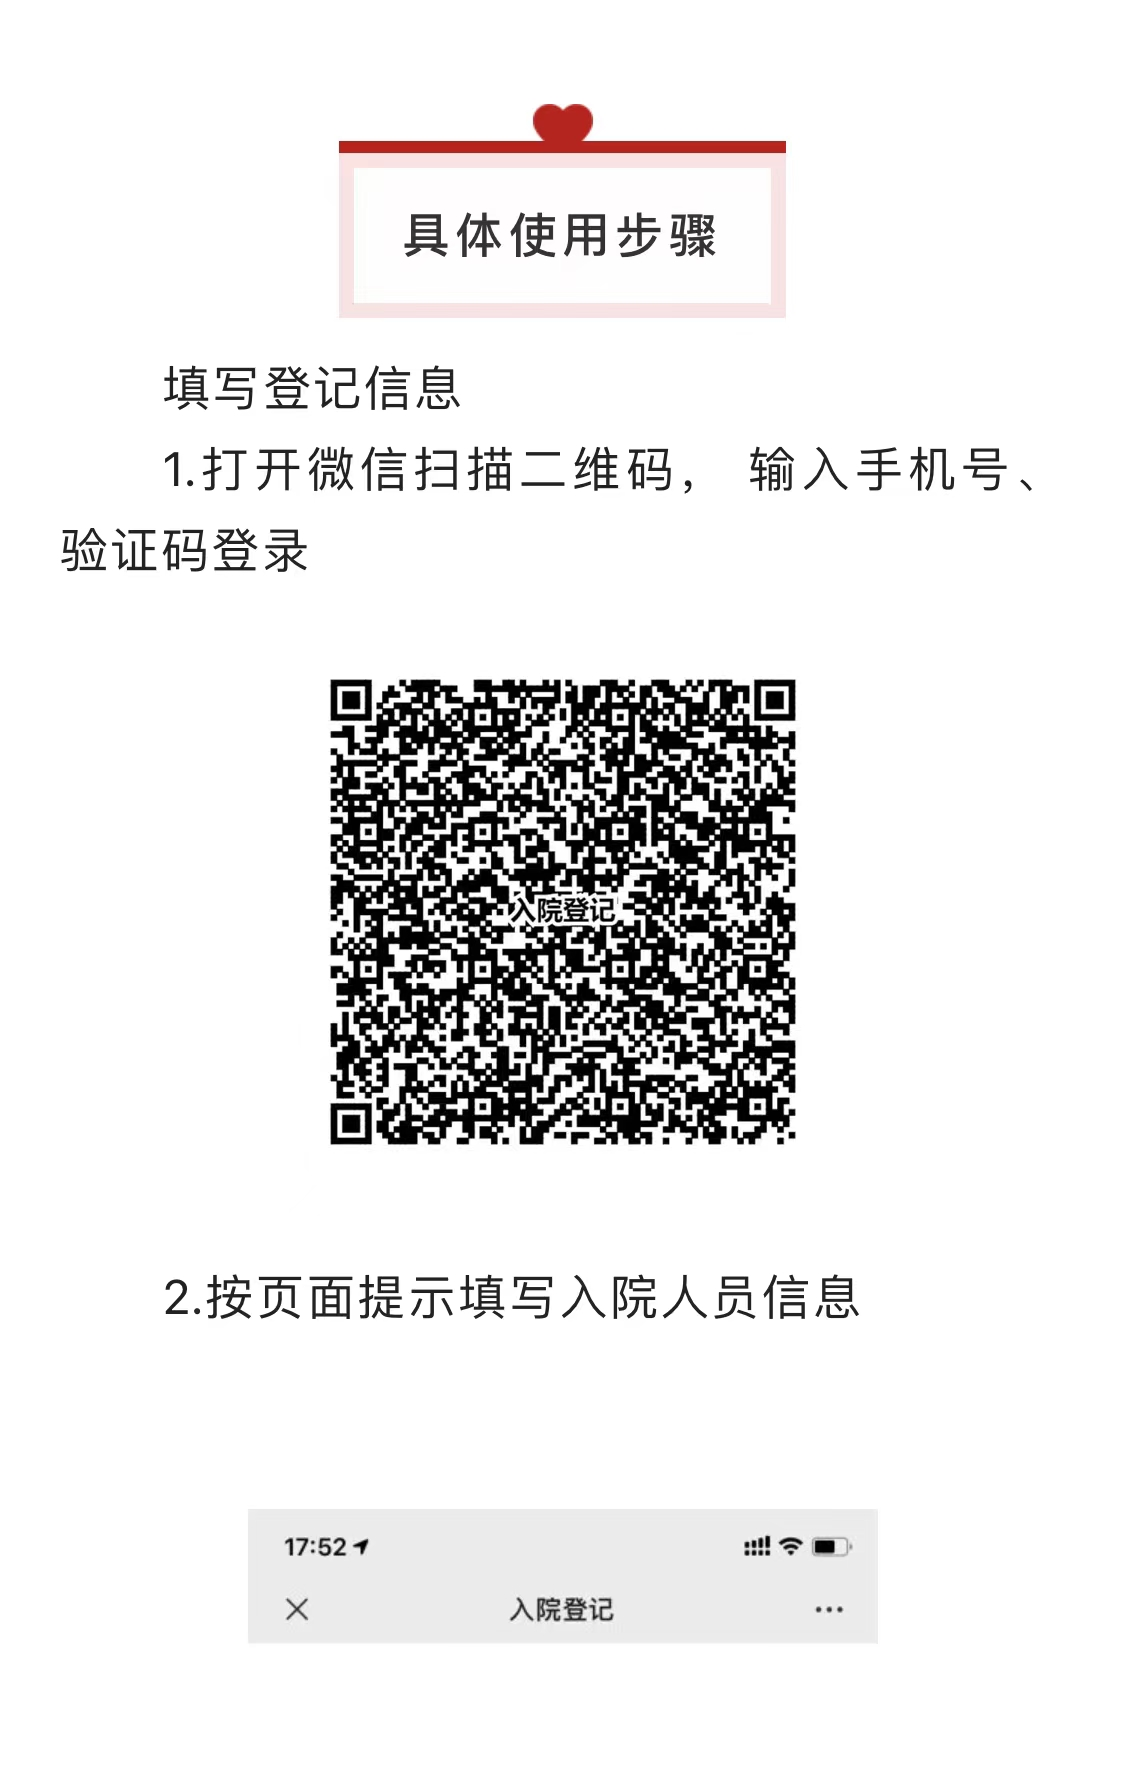 具体使用步骤
填写登记信息
1.打开微信扫描二维码， 输入手机号、
验证码登录
入院登记
2.按页面提示填写入院人员信息
17:52
入院登记